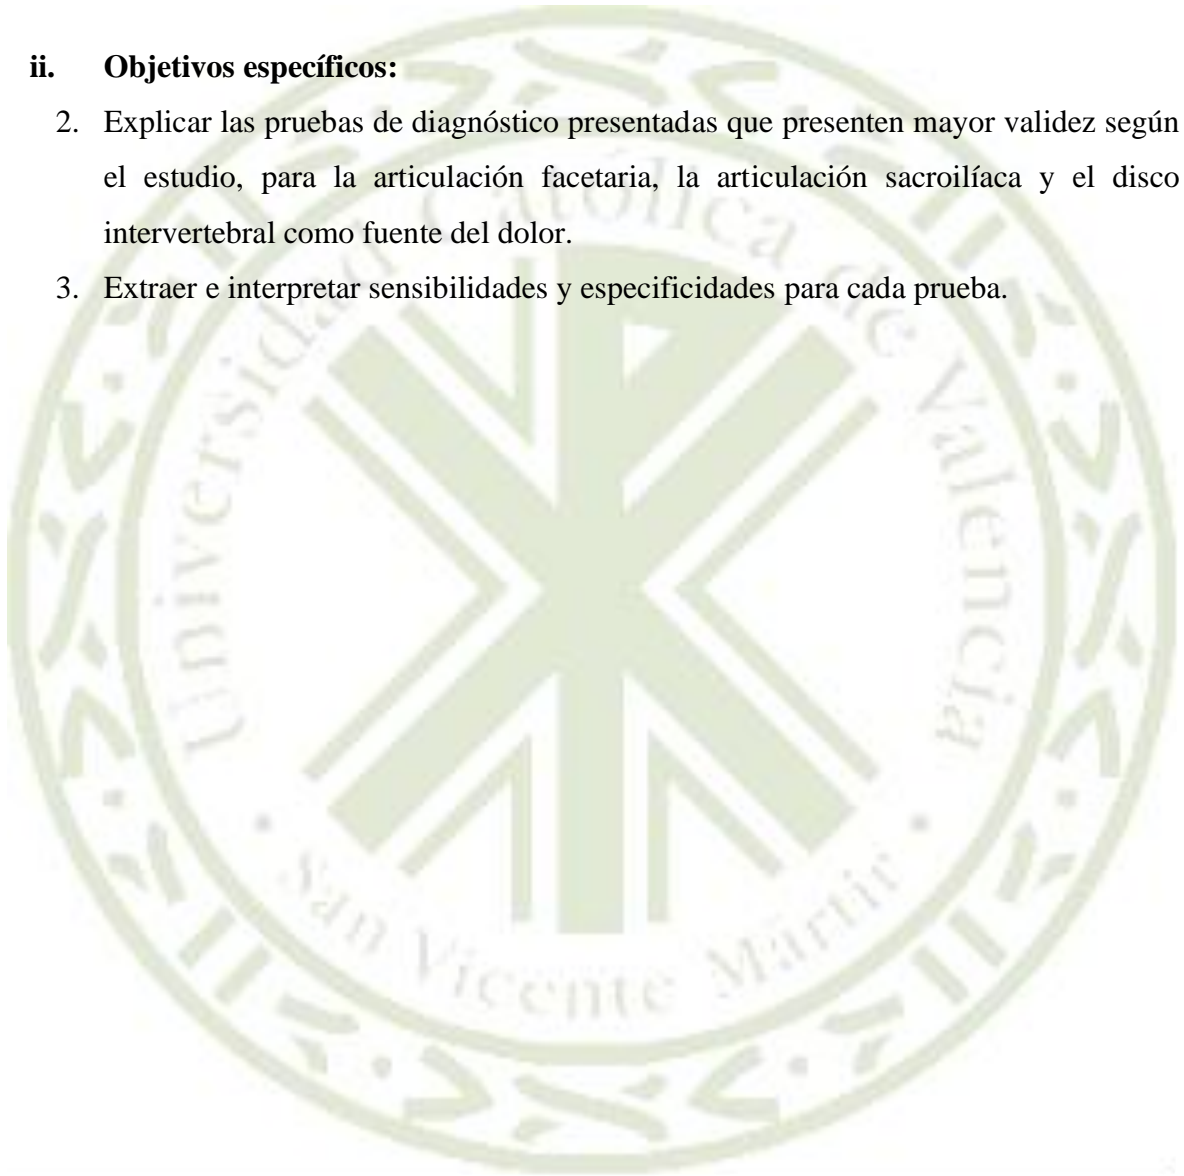 ii. Objetivos específicos:
2. Explicar las pruebas de diagnóstico presentadas que presenten mayor validez según
el estudio, para la articulación facetaria, la articulación sacroilíaca y el disco
intervertebral como fuente del dolor.
3. Extraer e interpretar sensibilidades y especificidades para cada prueba.
Universidad Católica de Valencia
San Vicente Mártir